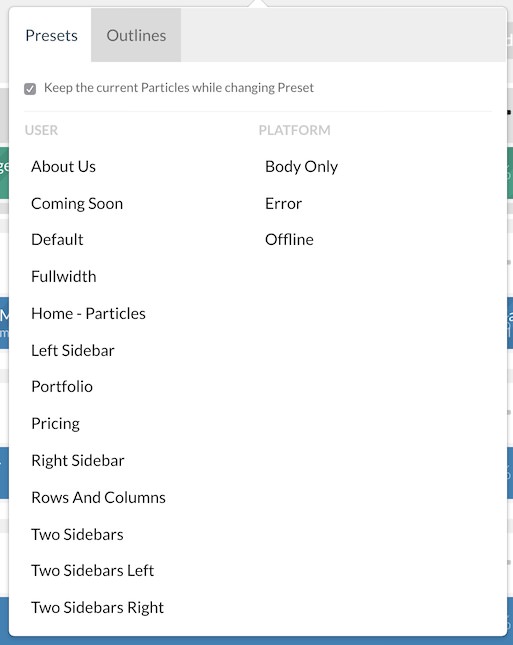 Presets
Outlines
Keep the current Particles while changing Preset
USER
About Us
Coming Soon
Default
Fullwidth
Home - Particles
Left Sidebar
Portfolio
Pricing
Right Sidebar
Rows And Columns
Two Sidebars
Two Sidebars Left
Two Sidebars Right
PLATFORM
Body Only
Error
Offline